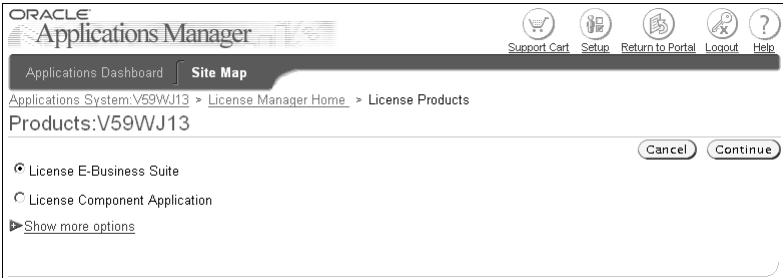 ORACLE
Applications Manager
Support Cart Setup Return to Portal Logout Help
Applications Dashboard Site Map
Applications System:V59WJ13 > License Manager Home > License Products
Products:V59WJ13
Cancel Continue
License E-Business Suite
License Component Application
Show more options